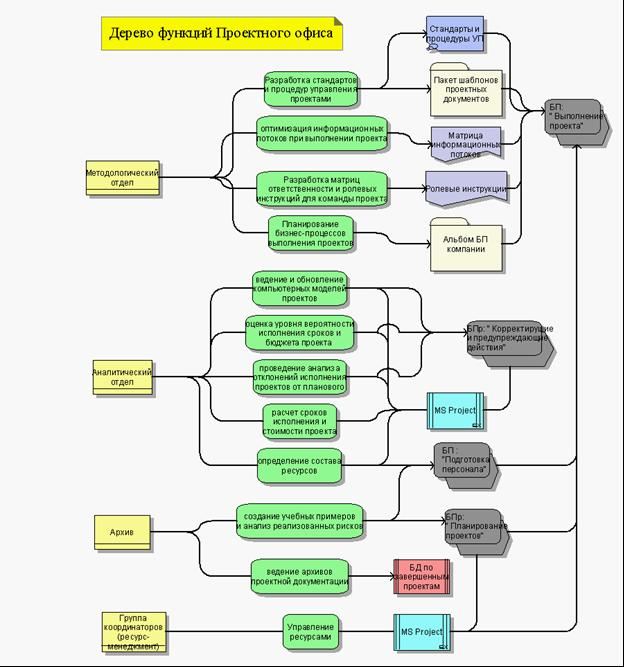 Дерево функций Проектного офиса
Стандарты и
процедуры УП
Разработка стандартов
и процедур управления
проектами
Пакет шаблонов
проектных
документов
БП:
" Выполнение
проекта"
оптимизация информационных
потоков при выполнении проекта
Матрица
информационных
потоков
Методологический
отдел
Разработка матриц
ответственности и ролевых
инструкций для команды проекта
Ролевые инструкции
Планирование
бизнес-процессов
выполнения проектов
Альбом БП
компании
ведение и обновление
компьютерных моделей
проектов
оценка уровня вероятности
исполнения сроков и
бюджета проекта
БПр: " Корректирущие
и предупреждающие
действия"
Аналитический
отдел
проведение анализа
отклонений исполнения
проектов от планового
расчет сроков
исполнения и
стоимости проекта
MS Project
определение состава
ресурсов
БП :
"Подготовка
персонала"
Архив
создание учебных примеров
и анализ реализованных рисков
БПр:
" Планирование
проектов"
ведение архивов
проектной документации
БД по
завершенным
проектам
Группа
координаторов
(ресурс-
менеджмент)
Управление
ресурсами
MS Project